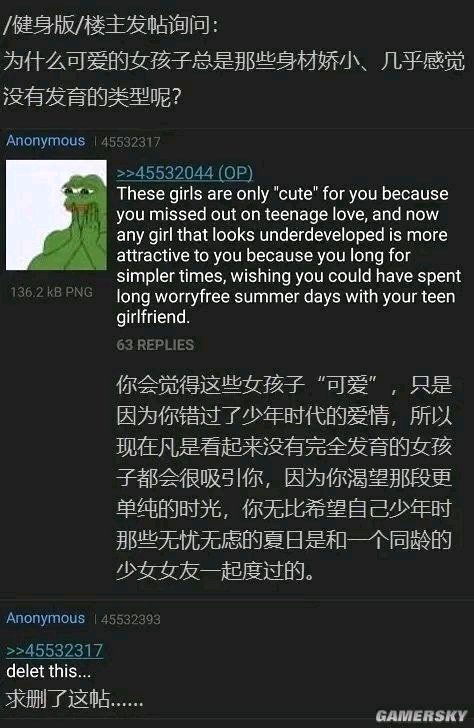 /健身版/楼主发帖询问：
为什么可爱的女孩子总是那些身材娇小、几乎感觉
没有发育的类型呢？
Anonymous | 45532317
>>45532044 (OP)
These girls are only "cute" for you because
you missed out on teenage love, and now
any girl that looks underdeveloped is more
attractive to you because you long for
simpler times, wishing you could have spent
long worryfree summer days with your teen
girlfriend.
136.2 kB PNG
63 REPLIES
你会觉得这些女孩子“可爱”，只是
因为你错过了少年时代的爱情，所以
现在凡是看起来没有完全发育的女孩
子都会很吸引你，因为你渴望那段更
单纯的时光，你无比希望自己少年时
那些无忧无虑的夏日是和一个同龄的
少女女友一起度过的。
Anonymous | 45532393
>>45532317
delet this...
求删了这帖......
GAMERSKY